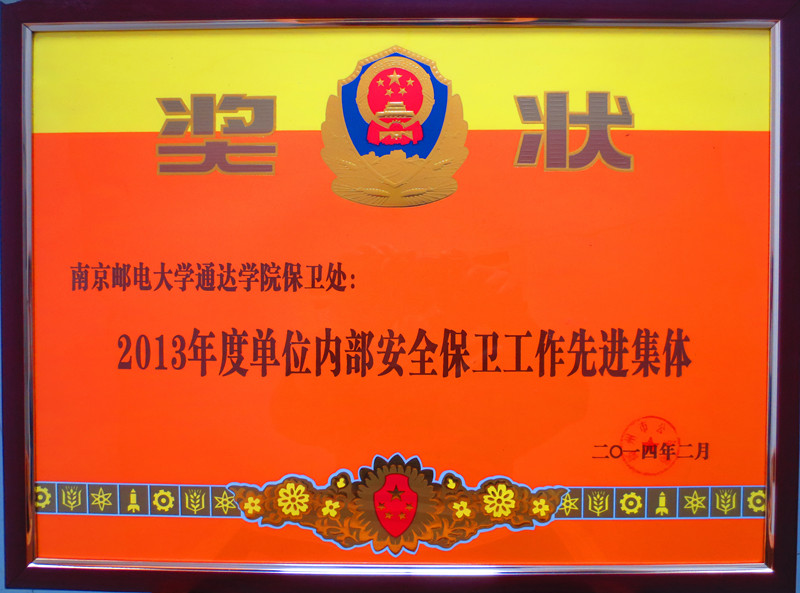 奖 状
南京邮电大学通达学院保卫处：
2013年度单位内部安全保卫工作先进集体
二〇一四年二月